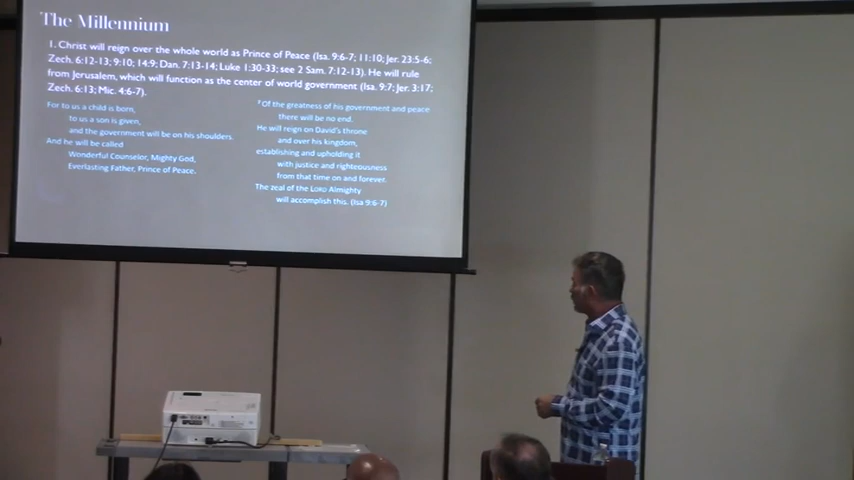 The Millennium
1. Christ will reign over the whole world as Prince of Peace (Isa. 9:6-7; 11:10; Jer. 23:5-6;
Zech. 6:12-13; 9:10; 14:9; Dan. 7:13-14; Luke 1:30-33; see 2 Sam. 7:12-13). He will rule
from Jerusalem, which will function as the center of world government (Isa. 9:7; Jer. 3:17;
Zech. 6:13; Mic. 4:6-7).
For to us a child is born,
to us a son is given,
and the government will be on his shoulders.
And he will be called
Wonderful Counselor, Mighty God,
Everlasting Father, Prince of Peace.
7 Of the greatness of his government and peace
there will be no end.
He will reign on David's throne
and over his kingdom,
establishing and upholding it
with justice and righteousness
from that time on and forever.
The zeal of the LORD Almighty
will accomplish this. (Isa 9:6-7)